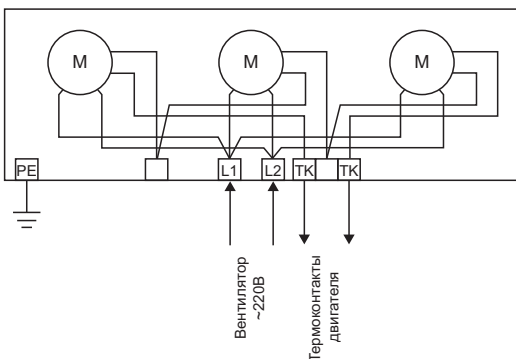 M
M
M
PE
L1
L2
TK
TK
Вентилятор
~220В
Термоконтакты
двигателя